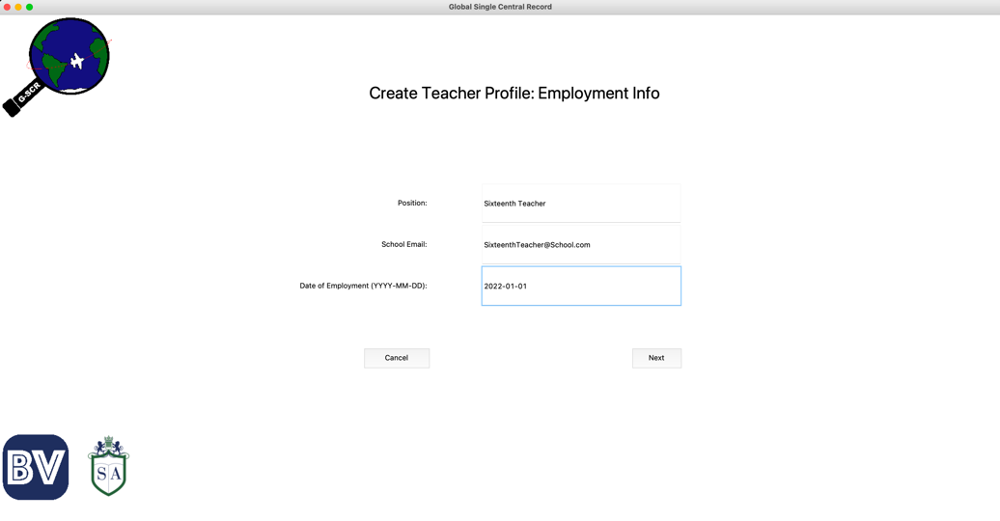 Global Single Central Record
G-SCR
Create Teacher Profile: Employment Info
Position:
Sixteenth Teacher
School Email:
SixteenthTeacher@School.com
Date of Employment (YYYY-MM-DD):
2022-01-01
Cancel
Next
BV
SA